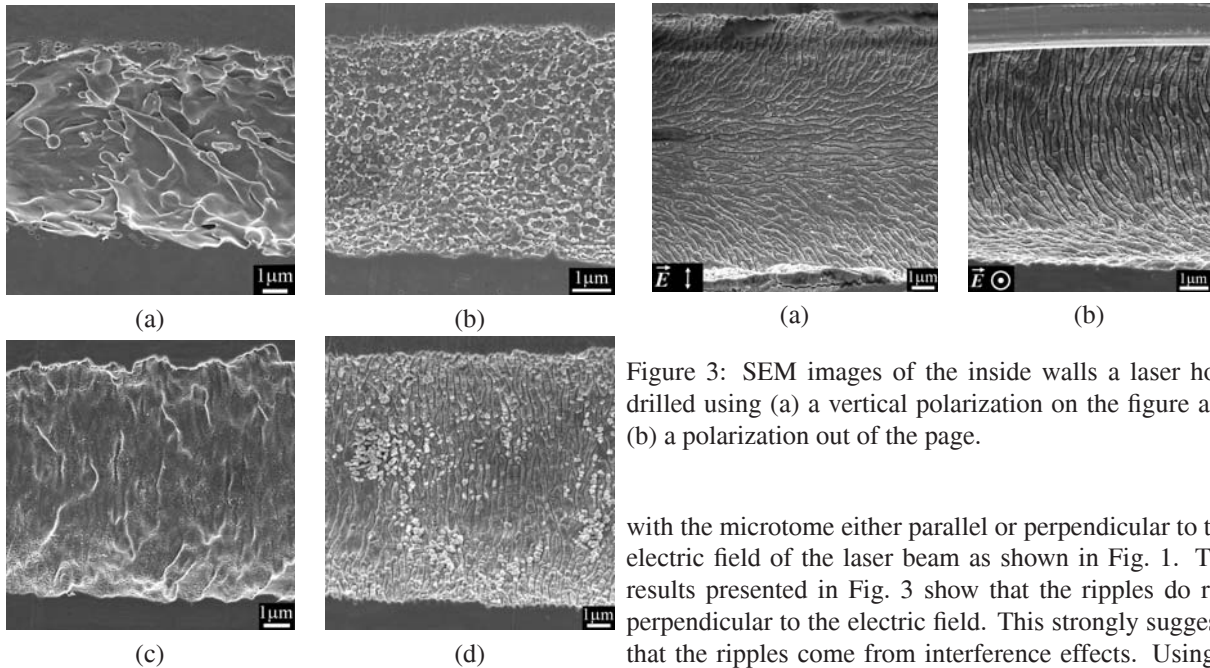 1μm
1μm
(a)
(b)
1μm
1μm
(c)
(d)
E
1μm
E
1μm
(a)
(b)
Figure 3: SEM images of the inside walls a laser
drilled using (a) a vertical polarization on the figure
(b) a polarization out of the page.
with the microtome either parallel or perpendicular to
electric field of the laser beam as shown in Fig. 1.
results presented in Fig. 3 show that the ripples do
perpendicular to the electric field. This strongly
that the ripples come from interference effects. Using